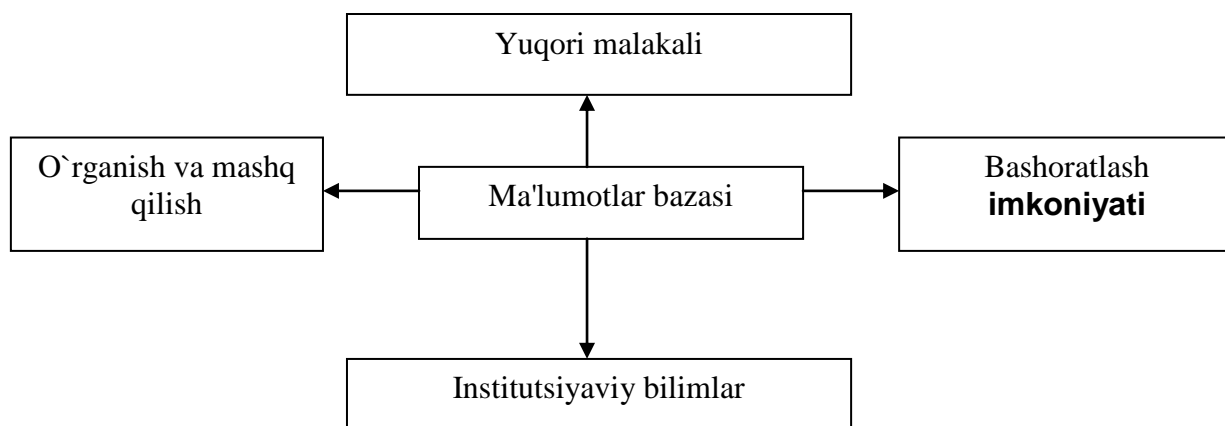 Yuqori malakali
O`rganish va mashq
qilish
Ma'lumotlar bazasi
Bashoratlash
imkoniyati
Institutsiyaviy bilimlar